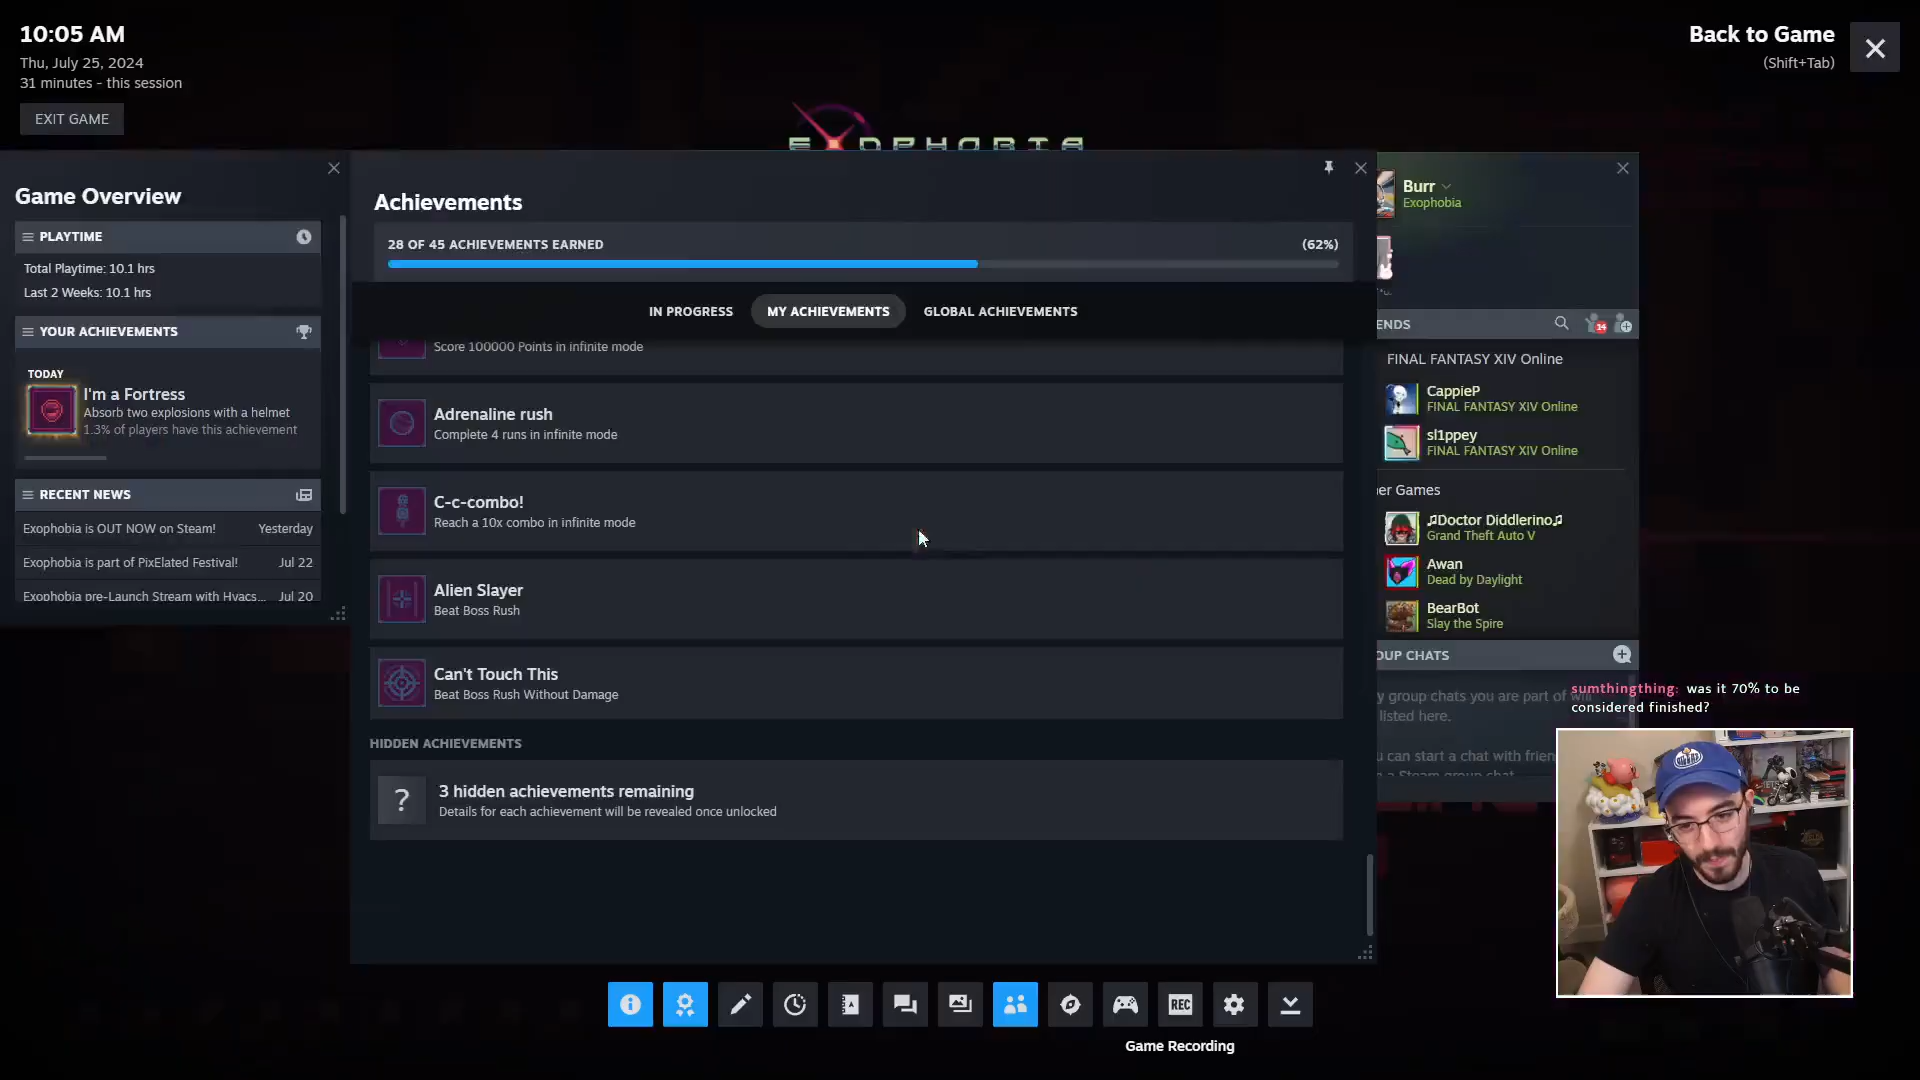 10:05 AM
Thu, July 25, 2024
31 minutes - this session
EXIT GAME
Back to Game
(Shift+Tab)
EXOPHOBIA
Game Overview
PLAYTIME
Total Playtime: 10.1 hrs
Last 2 Weeks: 10.1 hrs
YOUR ACHIEVEMENTS
TODAY
I'm a Fortress
Absorb two explosions with a helmet
1.3% of players have this achievement
RECENT NEWS
Exophobia is OUT NOW on Steam! Yesterday
Exophobia is part of PixElated Festival! Jul 22
Exophobia pre-Launch Stream with Hyacs... Jul 20
Achievements
28 OF 45 ACHIEVEMENTS EARNED (62%)
IN PROGRESS MY ACHIEVEMENTS GLOBAL ACHIEVEMENTS
Score 100000 Points in infinite mode
Adrenaline rush
Complete 4 runs in infinite mode
C-c-combo!
Reach a 10x combo in infinite mode
Alien Slayer
Beat Boss Rush
Can't Touch This
Beat Boss Rush Without Damage
HIDDEN ACHIEVEMENTS
?
3 hidden achievements remaining
Details for each achievement will be revealed once unlocked
Burr
Exophobia
ENDS
14
FINAL FANTASY XIV Online
CappieP
FINAL FANTASY XIV Online
sl1ppey
FINAL FANTASY XIV Online
er Games
♫Doctor Diddlerino♫
Grand Theft Auto V
Awan
Dead by Daylight
BearBot
Slay the Spire
OUP CHATS
y group chats you are part of will
listed here.
u can start a chat with frien
a Steam group chat
sumthingthing: was it 70% to be
considered finished?
REC
Game Recording